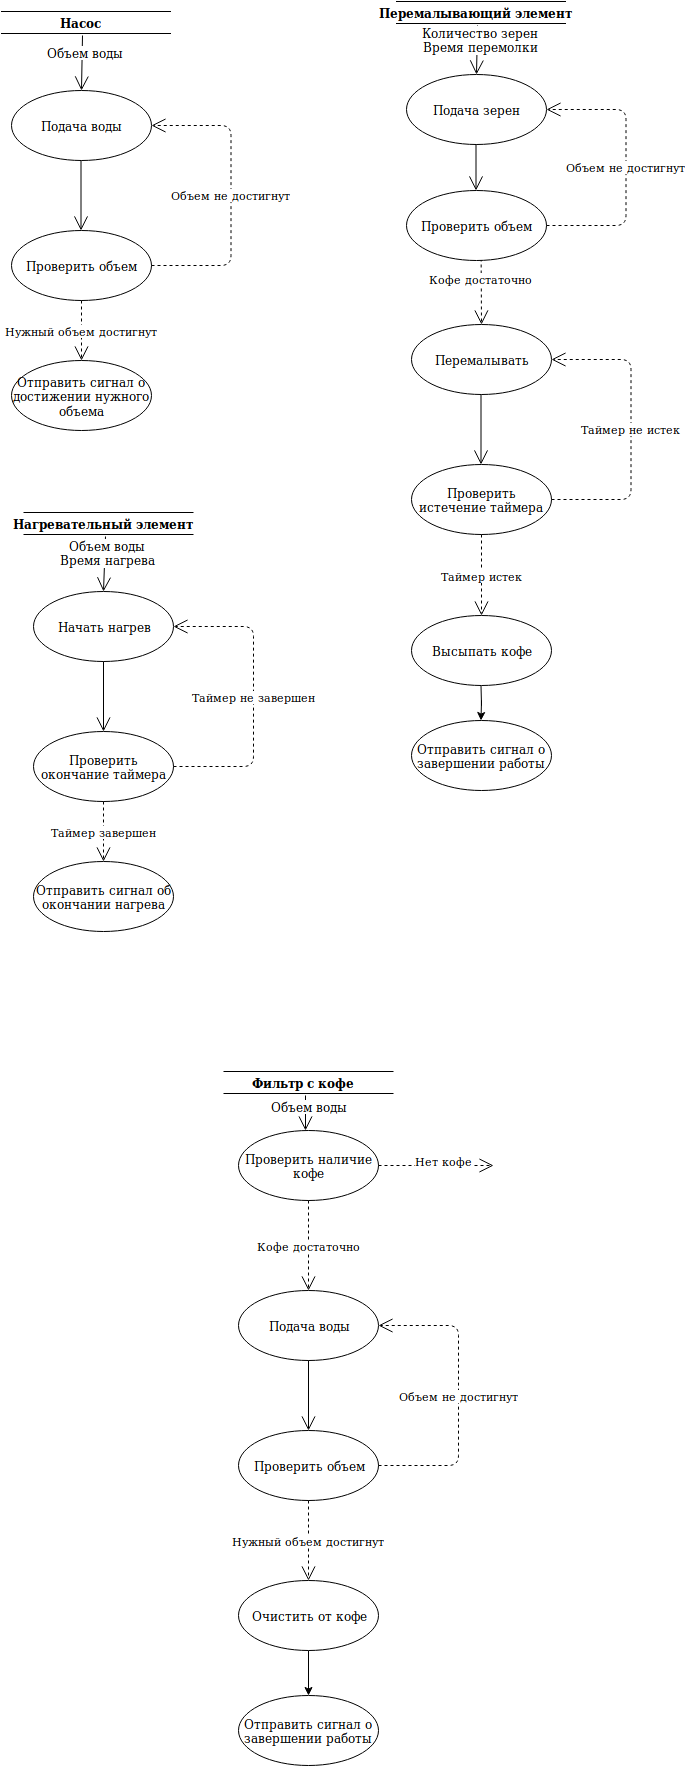 Насос
Объем воды
Подача воды
Объем не достигнут
Проверить объем
Нужный объем достигнут
Отправить сигнал о
достижении нужного
объема
Перемалывающий элемент
Количество зерен
Время перемолки
Подача зерен
Объем не достигнут
Проверить объем
Кофе достаточно
Перемалывать
Таймер не истек
Проверить
истечение таймера
Таймер истек
Высыпать кофе
Отправить сигнал о
завершении работы
Нагревательный элемент
Объем воды
Время нагрева
Начать нагрев
Таймер не завершен
Проверить
окончание таймера
Таймер завершен
Отправить сигнал об
окончании нагрева
Фильтр с кофе
Объем воды
Проверить наличие
кофе
Нет кофе
Кофе достаточно
Подача воды
Объем не достигнут
Проверить объем
Нужный объем достигнут
Очистить от кофе
Отправить сигнал о
завершении работы